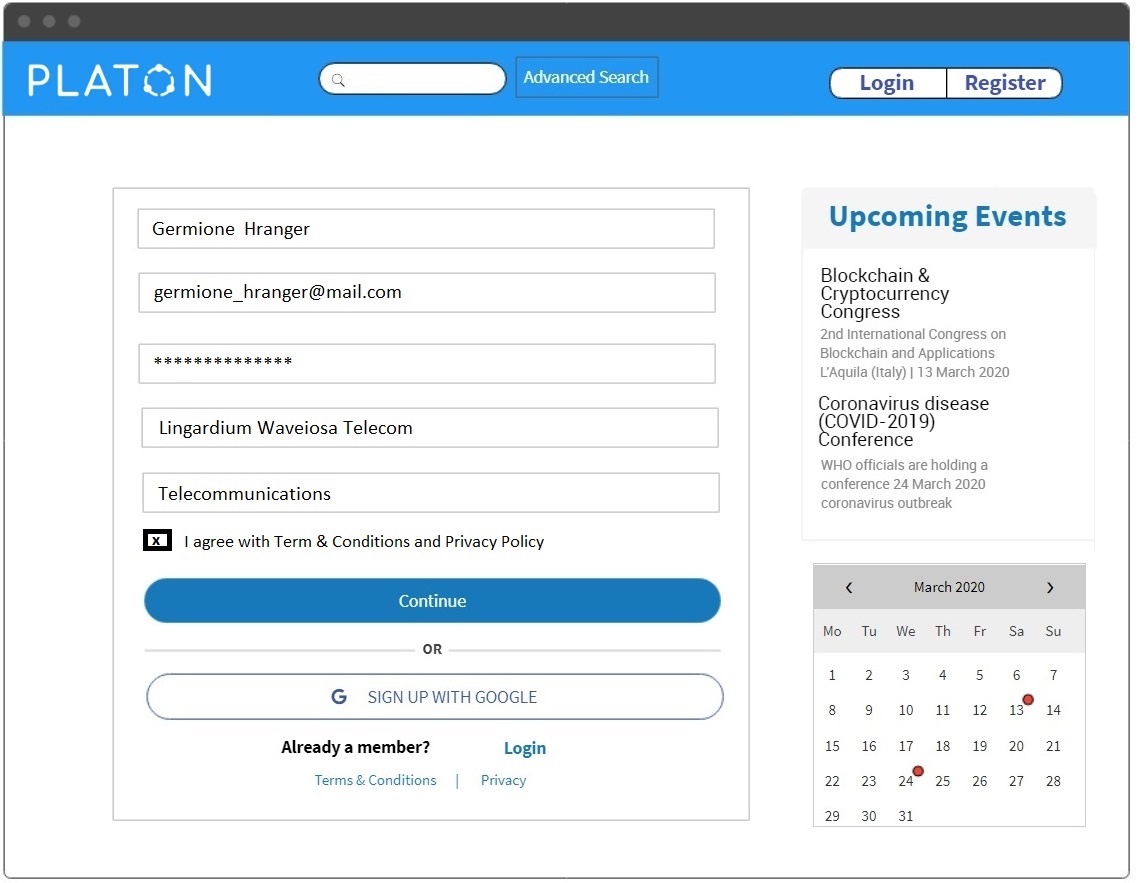 PLATON
Advanced Search
Login
Register
Germione Hranger
germione_hranger@mail.com
**************
Lingardium Waveiosa Telecom
Telecommunications
x I agree with Term & Conditions and Privacy Policy
Continue
OR
G SIGN UP WITH GOOGLE
Already a member? Login
Terms & Conditions | Privacy
Upcoming Events
Blockchain &
Cryptocurrency
Congress
2nd International Congress on
Blockchain and Applications
L'Aquila (Italy) | 13 March 2020
Coronavirus disease
(COVID-2019)
Conference
WHO officials are holding a
conference 24 March 2020
coronavirus outbreak
‹ March 2020 ›
Mo Tu We Th Fr Sa Su
1 2 3 4 5 6 7
8 9 10 11 12 13 14
15 16 17 18 19 20 21
22 23 24 25 26 27 28
29 30 31